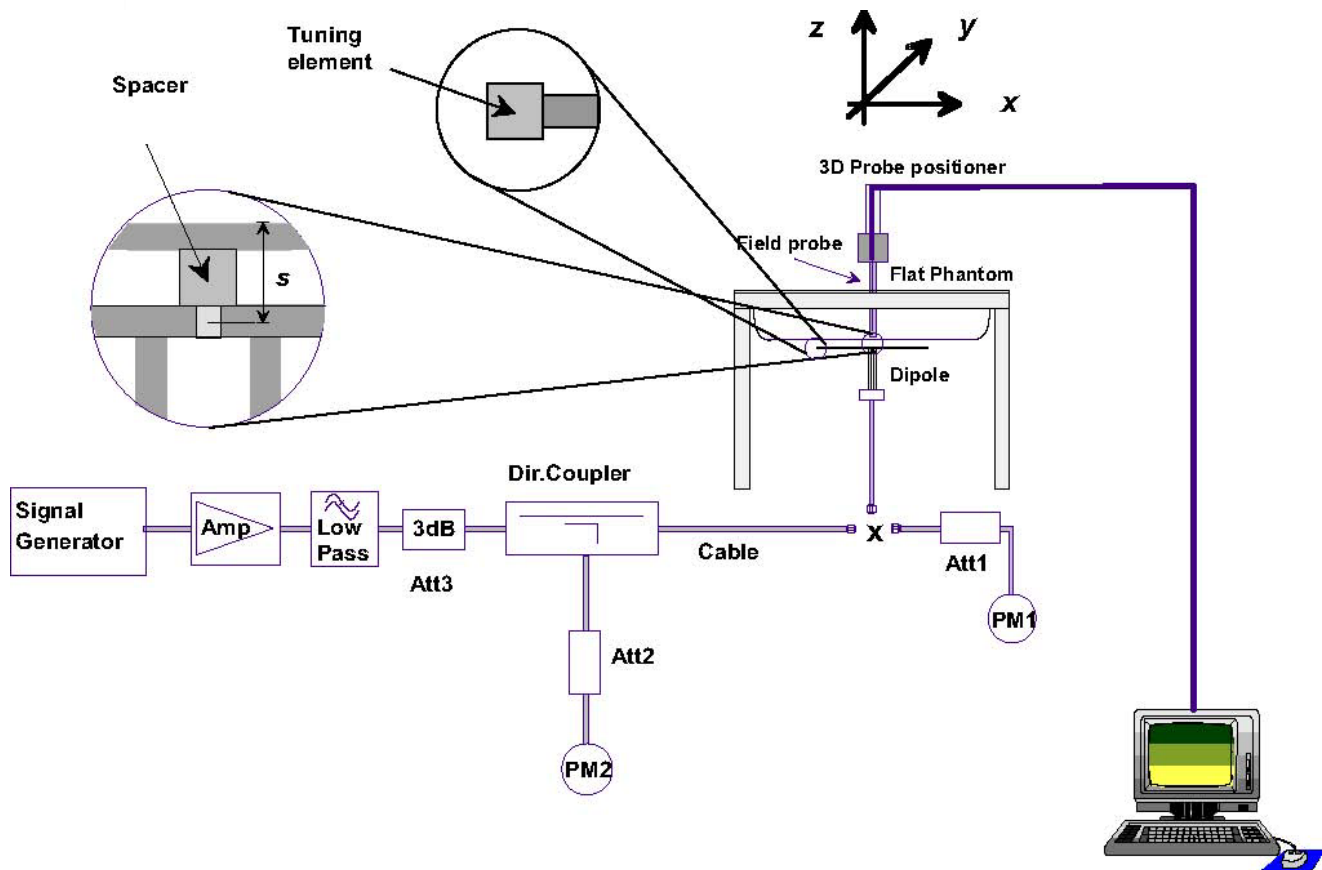 Tuning
element
Spacer
s
z
y
x
3D Probe positioner
Field probe
Flat Phantom
Dipole
Dir.Coupler
Signal
Generator
Amp
Low
Pass
3dB
Att3
Cable
x
Att1
PM1
Att2
PM2